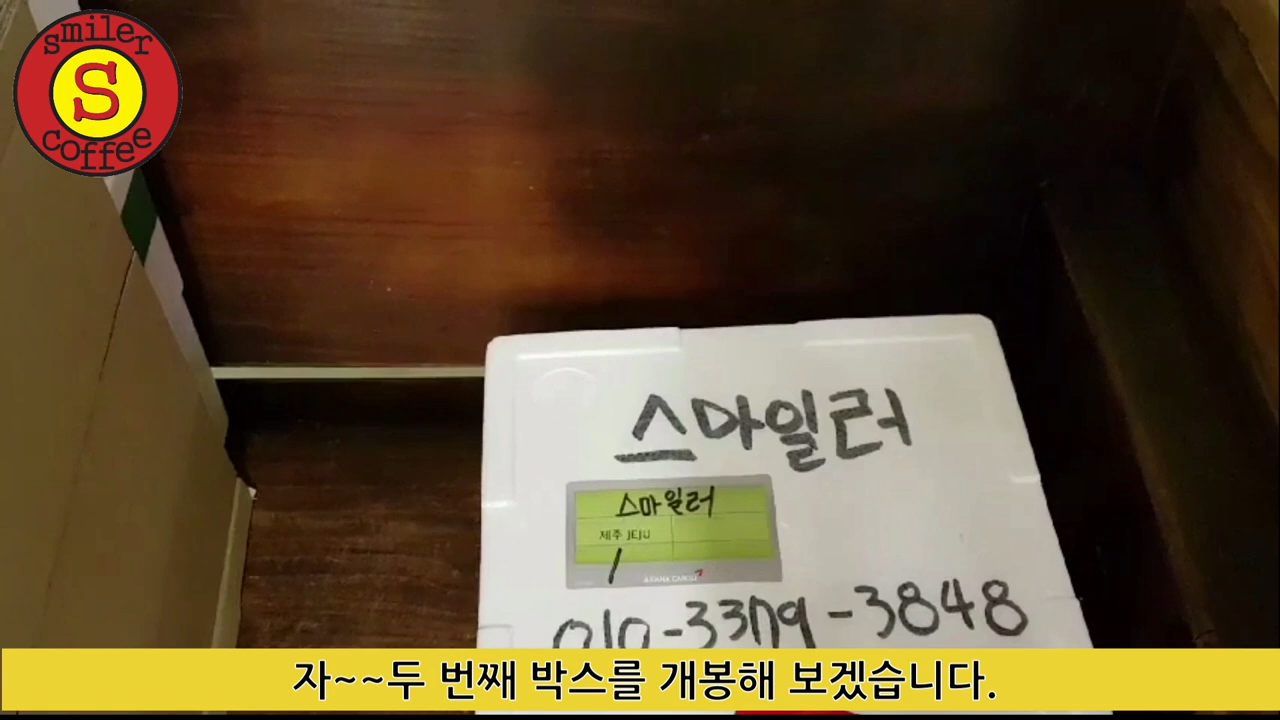 smiler
S
coffee
스마일러
스마일러
제주 JEJU
1
ASIANA CARGO
010-3379-3848
자~~두 번째 박스를 개봉해 보겠습니다.